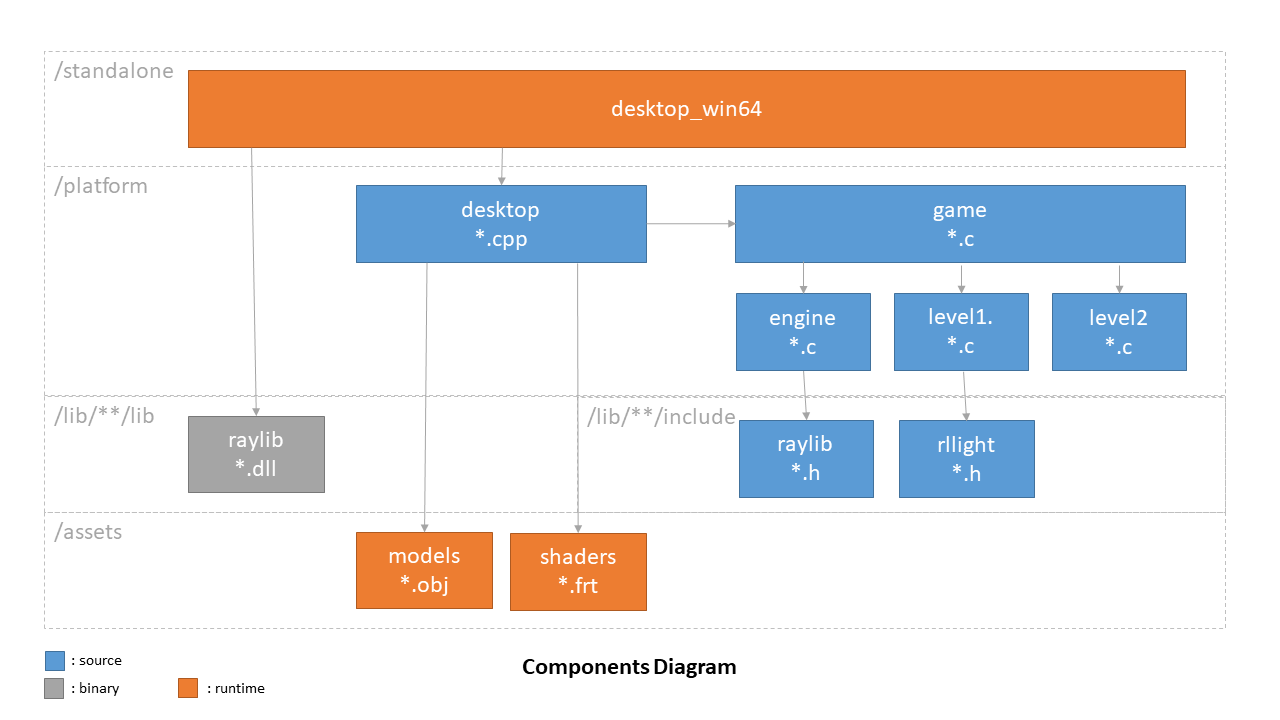 /standalone
desktop_win64
/platform
desktop
*.cpp
game
*.c
engine
*.c
level1.
*.c
level2
*.c
/lib/**/lib
raylib
*.dll
/lib/**/include
raylib
*.h
rllight
*.h
/assets
models
*.obj
shaders
*.frt
: source
: binary
: runtime
Components Diagram